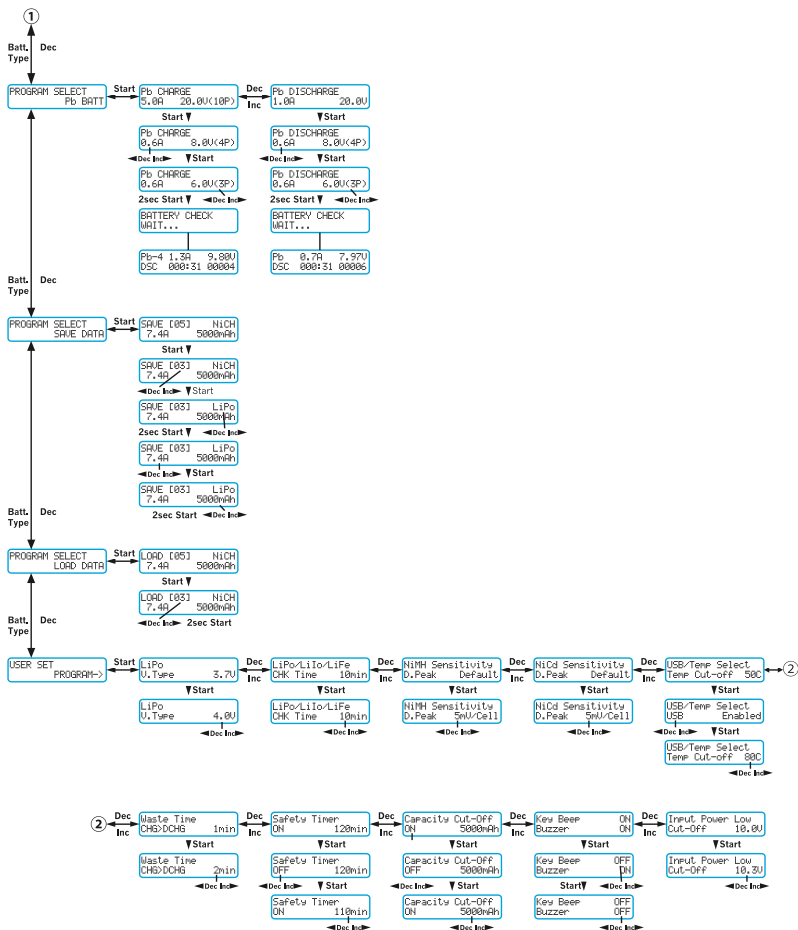 ①
Batt. Type Dec
PROGRAM SELECT
Pb BATT
Start
Pb CHARGE
5.0A 20.0V(10P)
Dec
Inc
Pb DISCHARGE
1.0A 20.0V
Start
Start
Pb CHARGE
0.6A 8.0V(4P)
Pb DISCHARGE
0.6A 8.0V(4P)
Dec Inc Start
Dec Inc Start
Pb CHARGE
0.6A 6.0V(3P)
Pb DISCHARGE
0.6A 6.0V(3P)
2sec Start Dec Inc
2sec Start Dec Inc
BATTERY CHECK
WAIT...
BATTERY CHECK
WAIT...
Pb-4 1.3A 9.80V
DSC 000:31 00004
Pb 0.7A 7.97V
DSC 000:31 00006
Batt. Type Dec
PROGRAM SELECT
SAVE DATA
Start
SAVE [05] NiCH
7.4A 5000mAh
Start
SAVE [03] NiCH
7.4A 5000mAh
Dec Inc Start
SAVE [03] LiPo
7.4A 5000mAh
2sec Start Dec Inc
SAVE [03] LiPo
7.4A 5000mAh
Dec Inc Start
SAVE [03] LiPo
7.4A 5000mAh
2sec Start Dec Inc
Batt. Type Dec
PROGRAM SELECT
LOAD DATA
Start
LOAD [05] NiCH
7.4A 5000mAh
Start
LOAD [03] NiCH
7.4A 5000mAh
Dec Inc 2sec Start
Batt. Type Dec
USER SET
PROGRAM->
Start
LiPo
V.Type 3.7V
Dec
Inc
LiPo/LiIo/LiFe
CHK Time 10min
Dec
Inc
NiMH Sensitivity
D.Peak Default
Dec
Inc
NiCd Sensitivity
D.Peak Default
Dec
Inc
USB/Temp Select
Temp Cut-off 50C
②
Start
Start
Start
Start
Start
LiPo
V.Type 4.0V
LiPo/LiIo/LiFe
CHK Time 10min
NiMH Sensitivity
D.Peak 5mV/Cell
NiCd Sensitivity
D.Peak 5mV/Cell
USB/Temp Select
USB Enabled
Dec Inc
Dec Inc
Dec Inc
Dec Inc
Dec Inc Start
USB/Temp Select
Temp Cut-off 80C
Dec Inc
②
Dec
Inc
Waste Time
CHG>DCHG 1min
Dec
Inc
Safety Timer
ON 120min
Dec
Inc
Capacity Cut-Off
ON 5000mAh
Dec
Inc
Key Beep ON
Buzzer ON
Dec
Inc
Input Power Low
Cut-Off 10.0V
Start
Start
Start
Start
Start
Waste Time
CHG>DCHG 2min
Safety Timer
OFF 120min
Capacity Cut-Off
OFF 5000mAh
Key Beep OFF
Buzzer ON
Input Power Low
Cut-Off 10.3V
Dec Inc
Dec Inc Start
Dec Inc Start
Start Dec Inc
Dec Inc
Safety Timer
ON 110min
Capacity Cut-Off
ON 5000mAh
Key Beep OFF
Buzzer OFF
Dec Inc
Dec Inc
Dec Inc